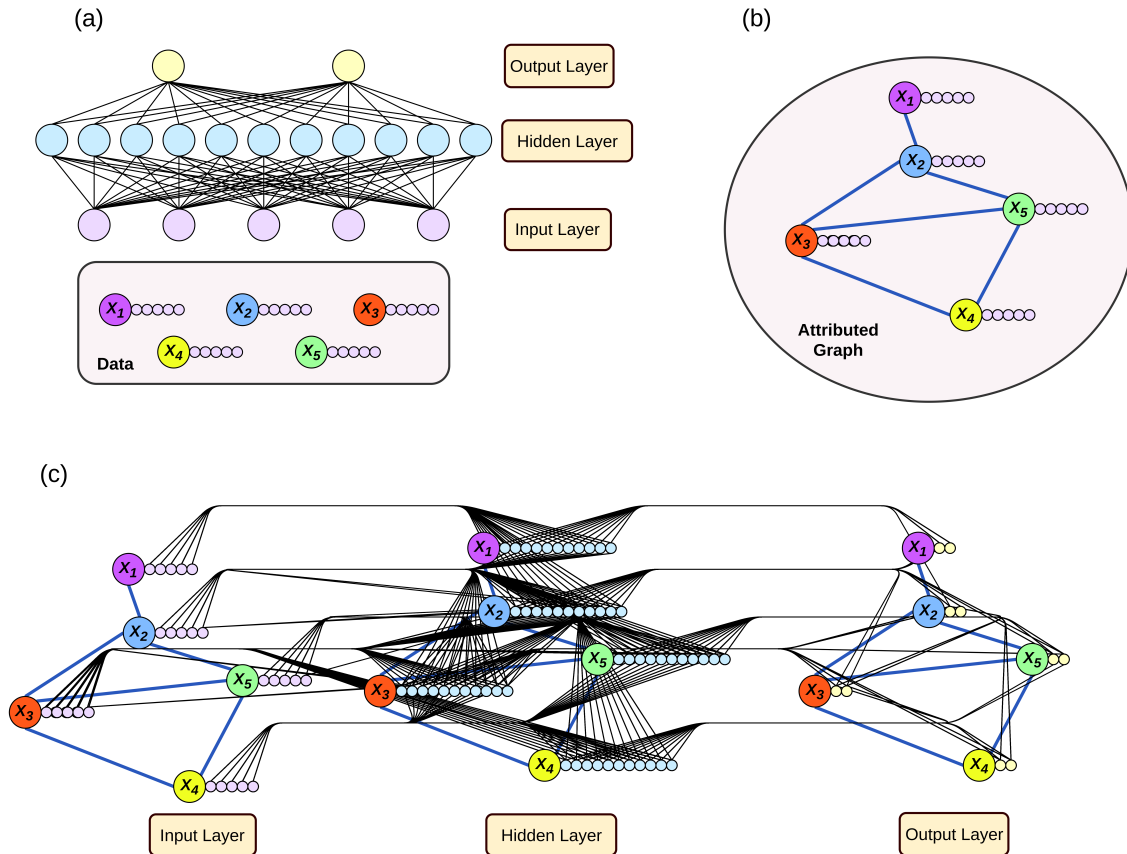 (a)
(b)
Output Layer
Hidden Layer
Input Layer
X1
X2
X3
X4
X5
Data
X1
X2
X5
X3
X4
Attributed
Graph
(c)
X1
X2
X5
X3
X4
X1
X2
X5
X3
X4
X1
X2
X5
X3
X4
Input Layer
Hidden Layer
Output Layer